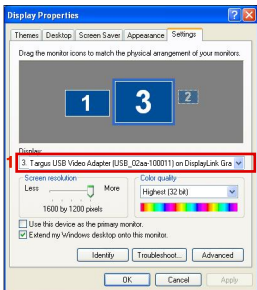 Display Properties
Themes Desktop Screen Saver Appearance Settings
Drag the monitor icons to match the physical arrangement of your monitors.
1 3 2
Display:
1 3. Targus USB Video Adapter (USB_02aa-100011) on DisplayLink Gra
Screen resolution
Less More
1600 by 1200 pixels
Color quality
Highest (32 bit)
Use this device as the primary monitor.
Extend my Windows desktop onto this monitor.
Identify Troubleshoot... Advanced
OK Cancel Apply